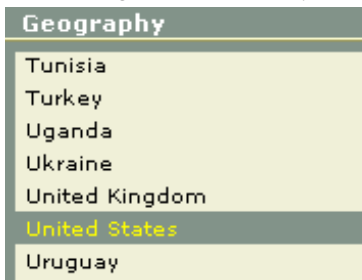 Geography
Tunisia
Turkey
Uganda
Ukraine
United Kingdom
United States
Uruguay